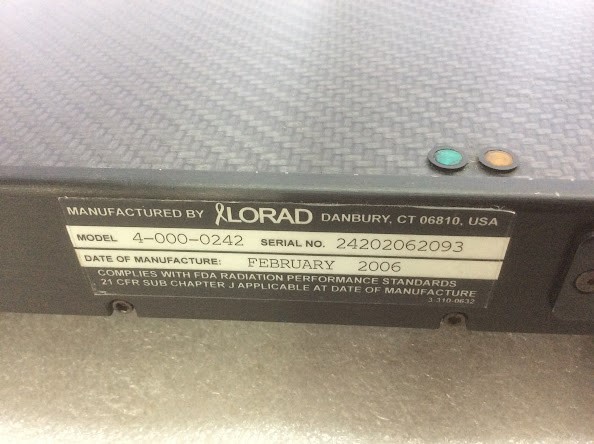 MANUFACTURED BY LORAD DANBURY, CT 06810, USA
MODEL 4-000-0242 SERIAL NO. 24202062093
DATE OF MANUFACTURE: FEBRUARY 2006
COMPLIES WITH FDA RADIATION PERFORMANCE STANDARDS
21 CFR SUB CHAPTER J APPLICABLE AT DATE OF MANUFACTURE
3-310-0632